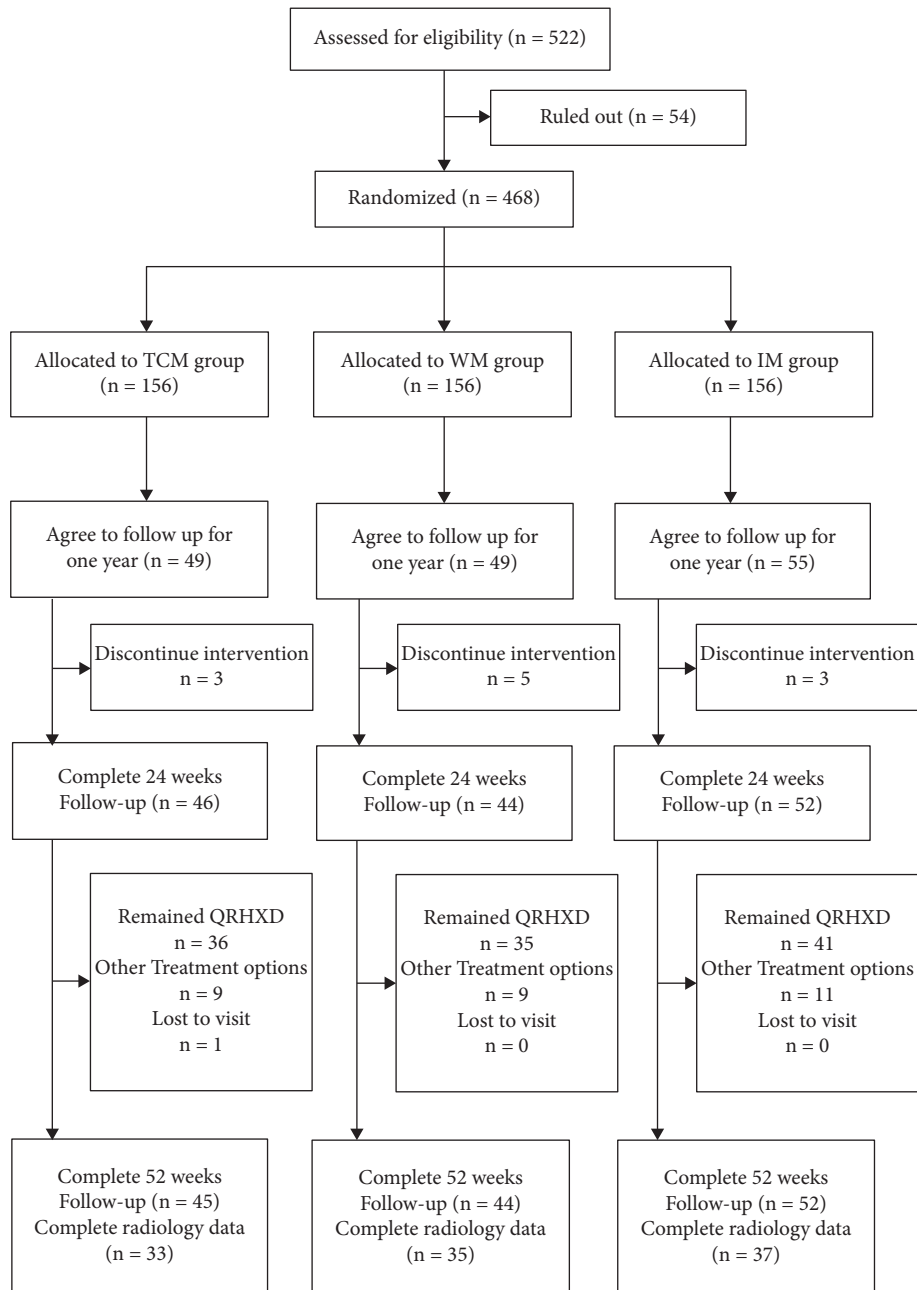 Assessed for eligibility (n = 522)
Ruled out (n = 54)
Randomized (n = 468)
Allocated to TCM group
(n = 156)
Allocated to WM group
(n = 156)
Allocated to IM group
(n = 156)
Agree to follow up for
one year (n = 49)
Agree to follow up for
one year (n = 49)
Agree to follow up for
one year (n = 55)
Discontinue intervention
n = 3
Discontinue intervention
n = 5
Discontinue intervention
n = 3
Complete 24 weeks
Follow-up (n = 46)
Complete 24 weeks
Follow-up (n = 44)
Complete 24 weeks
Follow-up (n = 52)
Remained QRHXD
n = 36
Other Treatment options
n = 9
Lost to visit
n = 1
Remained QRHXD
n = 35
Other Treatment options
n = 9
Lost to visit
n = 0
Remained QRHXD
n = 41
Other Treatment options
n = 11
Lost to visit
n = 0
Complete 52 weeks
Follow-up (n = 45)
Complete radiology data
(n = 33)
Complete 52 weeks
Follow-up (n = 44)
Complete radiology data
(n = 35)
Complete 52 weeks
Follow-up (n = 52)
Complete radiology data
(n = 37)